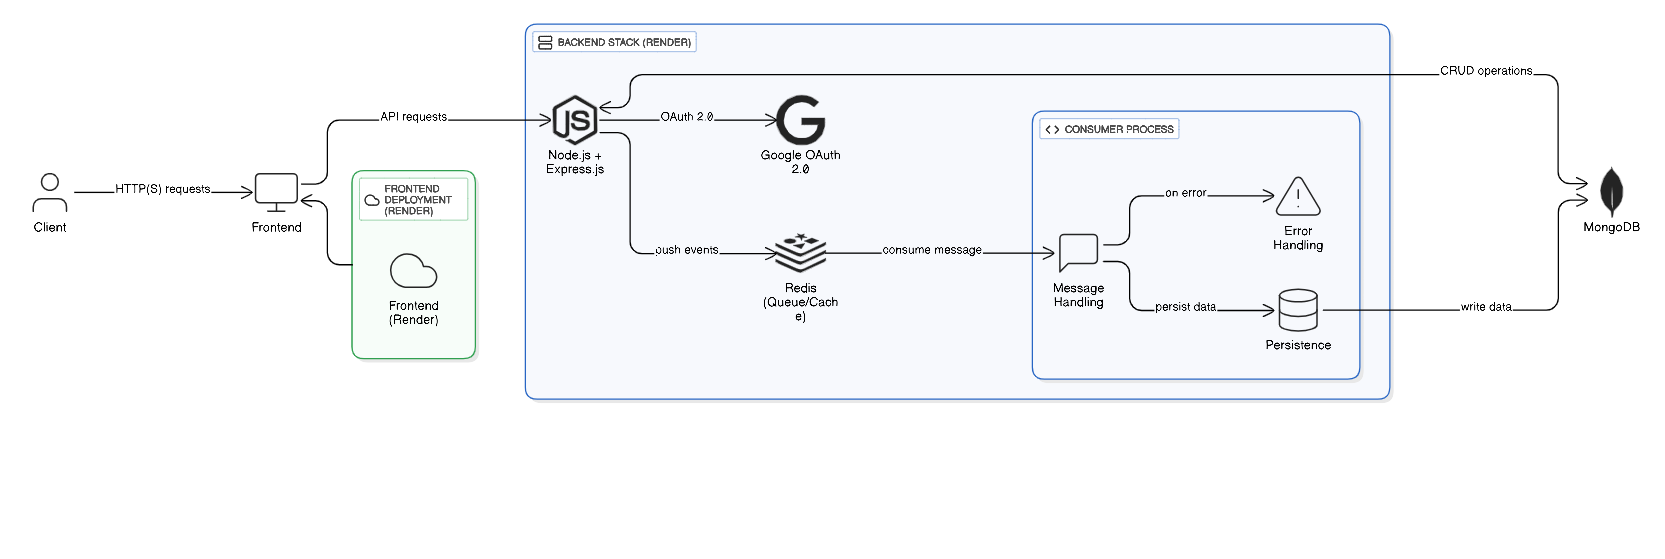 BACKEND STACK (RENDER)
CRUD operations
JS
API requests
OAuth 2.0
Node.js +
Express.js
Google OAuth
2.0
CONSUMER PROCESS
HTTP(S) requests
Client
Frontend
FRONTEND
DEPLOYMENT
(RENDER)
Frontend
(Render)
push events
Redis
(Queue/Cach
e)
consume message
Message
Handling
on error
Error
Handling
persist data
Persistence
write data
MongoDB